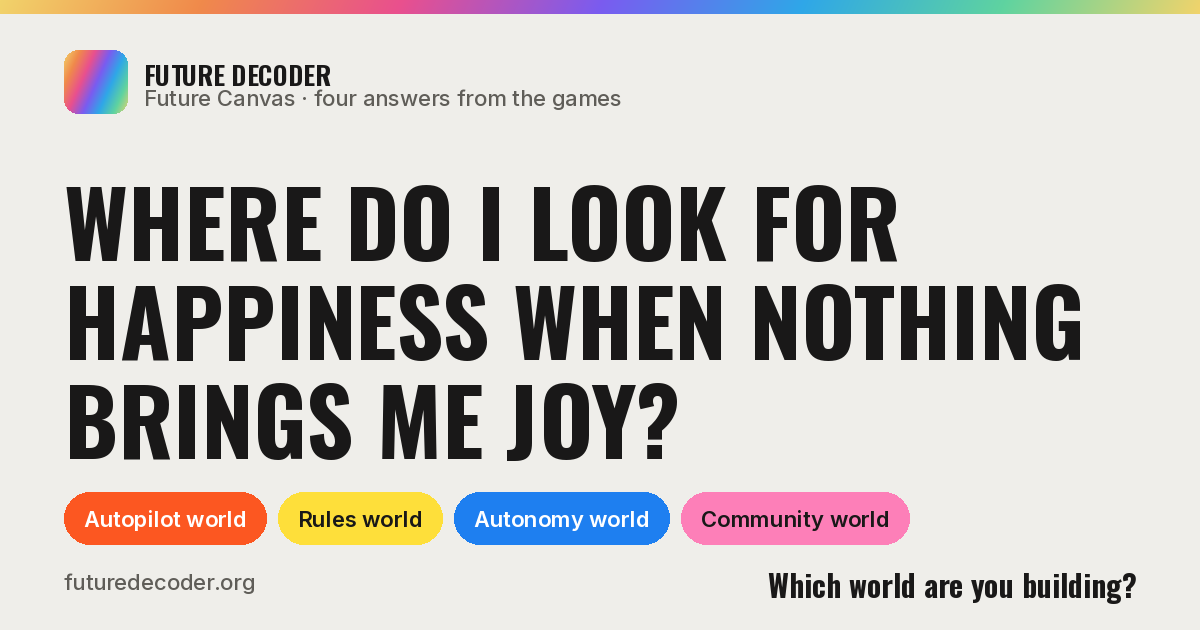 FUTURE DECODER
Future Canvas · four answers from the games
WHERE DO I LOOK FOR
HAPPINESS WHEN NOTHING
BRINGS ME JOY?
Autopilot world
Rules world
Autonomy world
Community world
futuredecoder.org
Which world are you building?